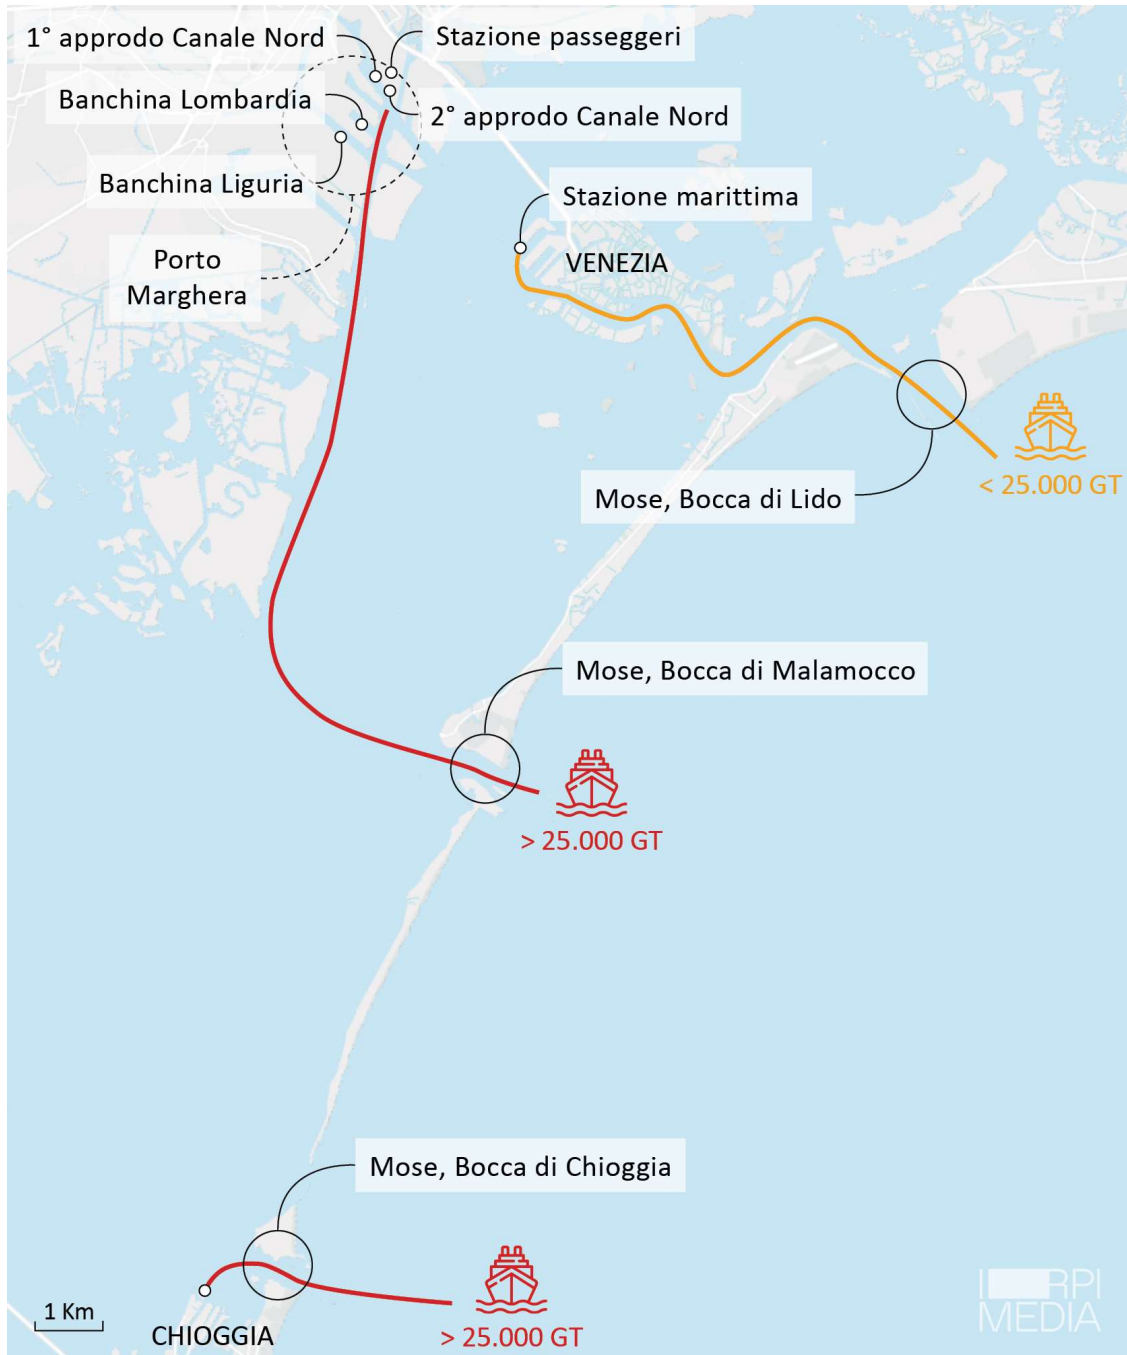 1° approdo Canale Nord
Stazione passeggeri
Banchina Lombardia
2° approdo Canale Nord
Banchina Liguria
Stazione marittima
Porto
Marghera
VENEZIA
< 25.000 GT
Mose, Bocca di Lido
Mose, Bocca di Malamocco
> 25.000 GT
Mose, Bocca di Chioggia
1 Km
CHIOGGIA
> 25.000 GT
I RPI
MEDIA